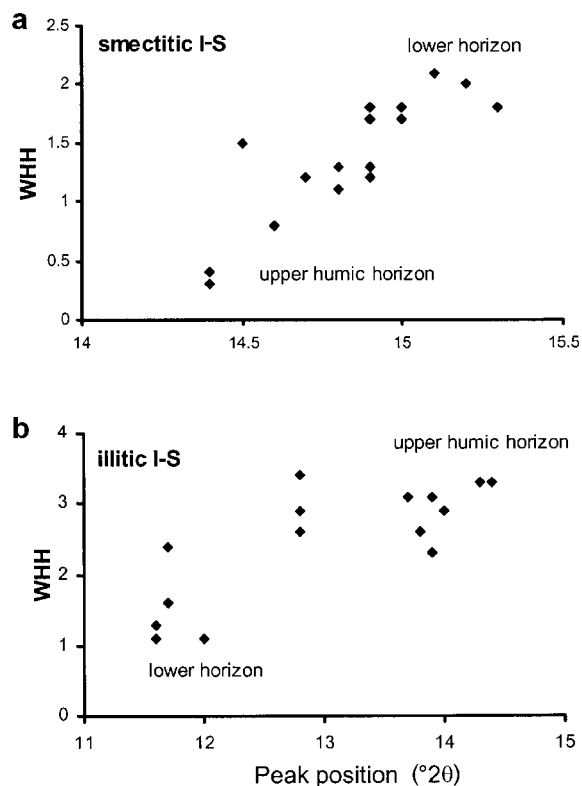 a
smectitic I-S
lower horizon
2.5
2
1.5
1
0.5
0
WHH
upper humic horizon
14
14.5
15
15.5
b
illitic I-S
upper humic horizon
4
3
2
1
0
WHH
lower horizon
11
12
13
14
15
Peak position (°2θ)